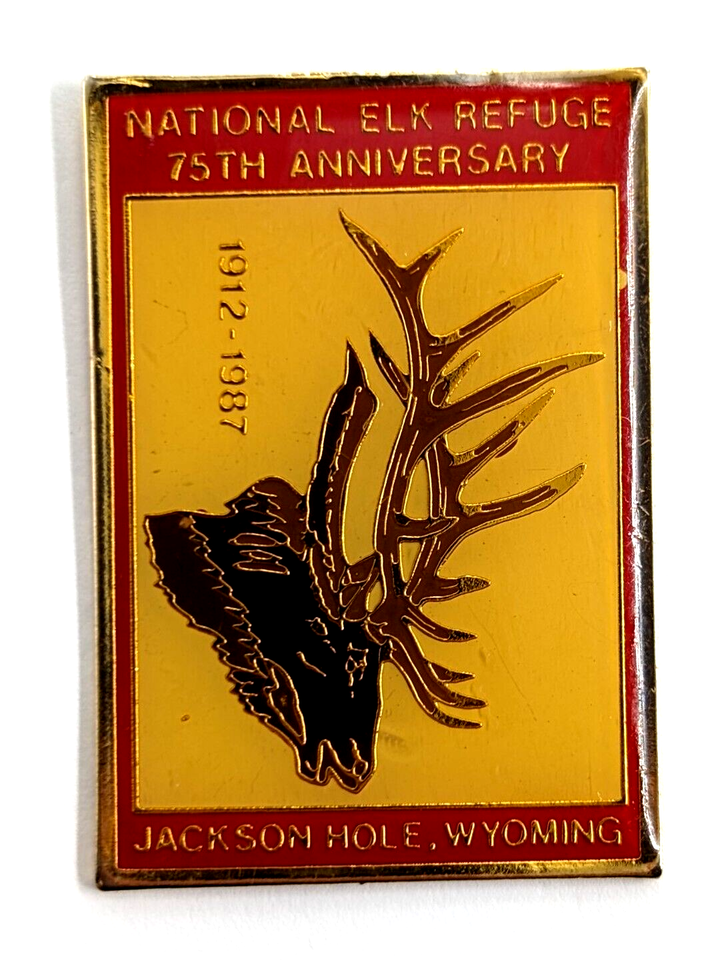 NATIONAL ELK REFUGE
75TH ANNIVERSARY
1912-1987
JACKSON HOLE, WYOMING